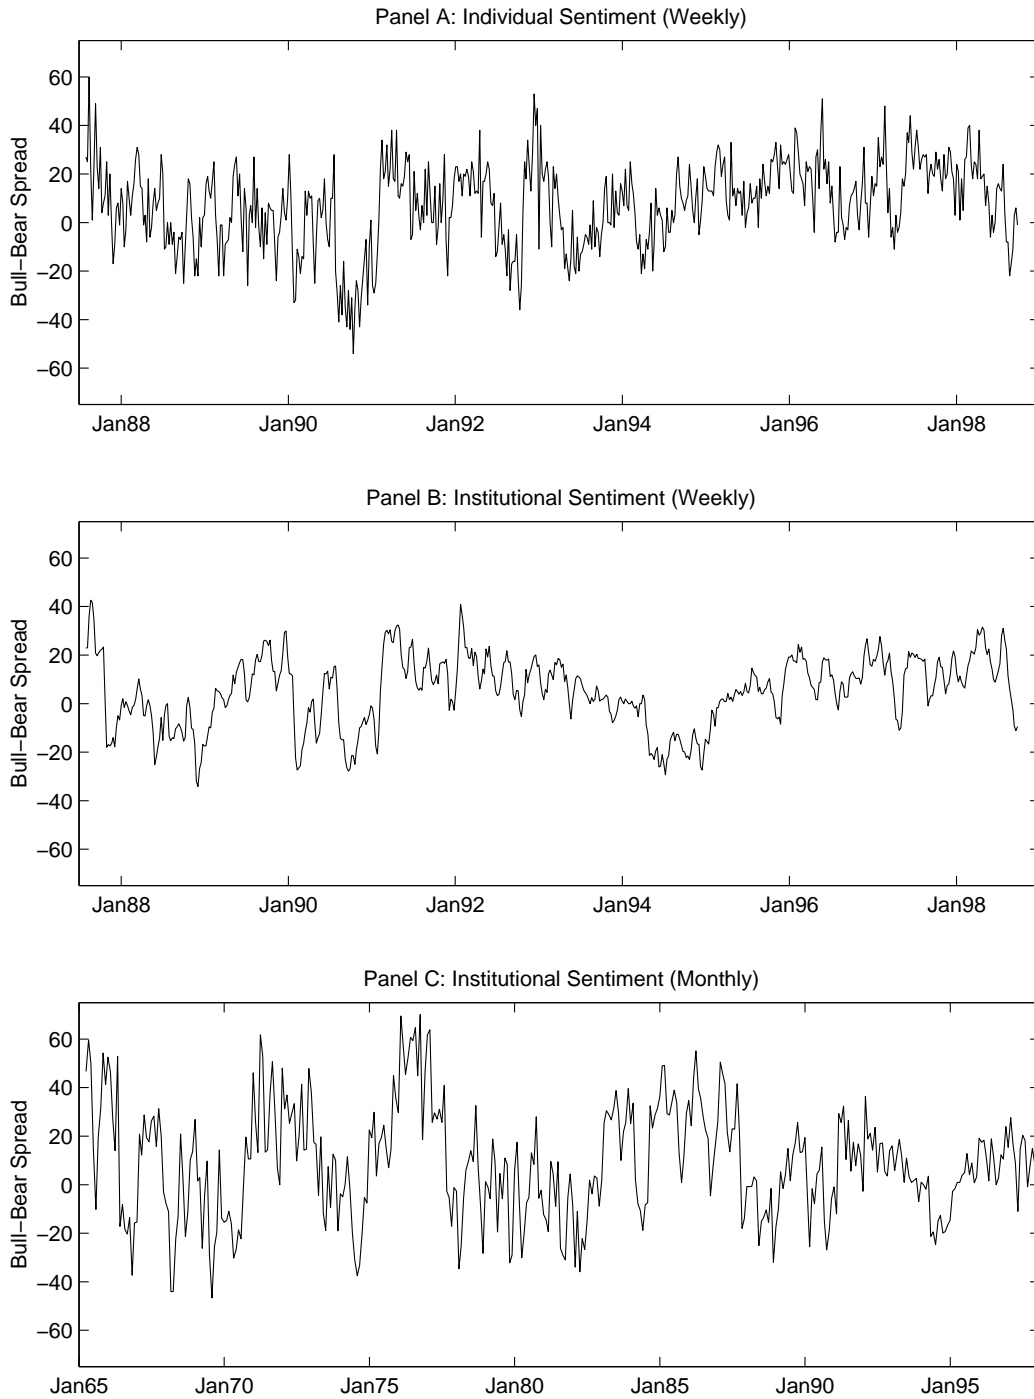 Panel A: Individual Sentiment (Weekly)
60
40
20
0
−20
−40
−60
Bull−Bear Spread
Jan88 Jan90 Jan92 Jan94 Jan96 Jan98
Panel B: Institutional Sentiment (Weekly)
60
40
20
0
−20
−40
−60
Bull−Bear Spread
Jan88 Jan90 Jan92 Jan94 Jan96 Jan98
Panel C: Institutional Sentiment (Monthly)
60
40
20
0
−20
−40
−60
Bull−Bear Spread
Jan65 Jan70 Jan75 Jan80 Jan85 Jan90 Jan95